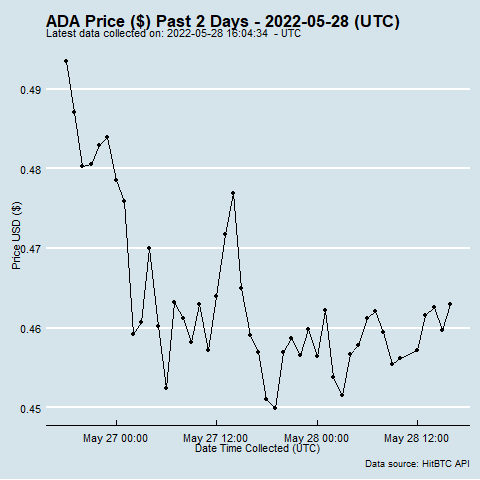 ADA Price ($) Past 2 Days - 2022-05-28 (UTC)
Latest data collected on: 2022-05-28 16:04:34 - UTC
0.49
0.48
0.47
0.46
0.45
Price USD ($)
May 27 00:00 May 27 12:00 May 28 00:00 May 28 12:00
Date Time Collected (UTC)
Data source: HitBTC API